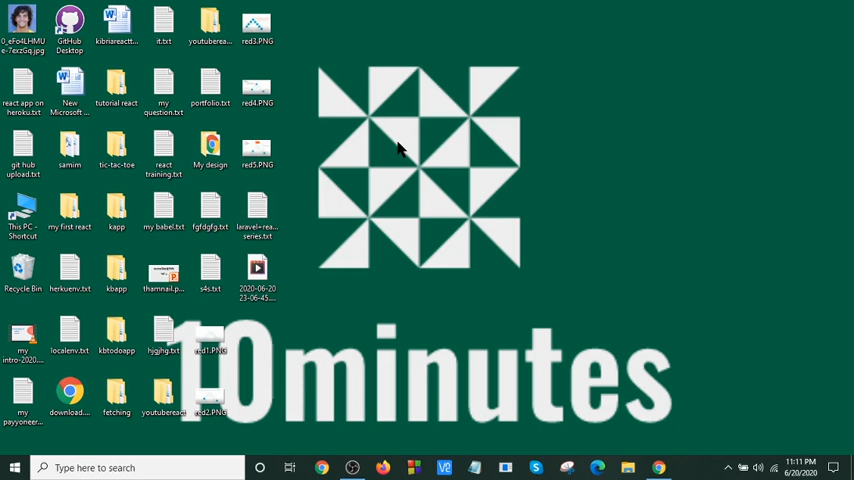 0_eFo4LHMU
e-7exzGq.jpg
GitHub
Desktop
kibriareactt...
it.txt
youtuberea...
red3.PNG
react app on
heroku.txt
New
Microsoft ...
tutorial react
my
question.txt
portfolio.txt
red4.PNG
git hub
upload.txt
samim
tic-tac-toe
react
training.txt
My design
red5.PNG
This PC -
Shortcut
my first react
kapp
my babel.txt
fgfdgfg.txt
laravel+rea...
series.txt
Recycle Bin
herkuenv.txt
kbapp
thamnail.p...
s4s.txt
2020-06-20
23-06-45....
my
intro-2020...
localenv.txt
kbtodoapp
hjgjhg.txt
red1.PNG
my
payyoneer...
download....
fetching
youtubereact
red2.PNG
10minutes
Type here to search
11:11 PM
6/20/2020